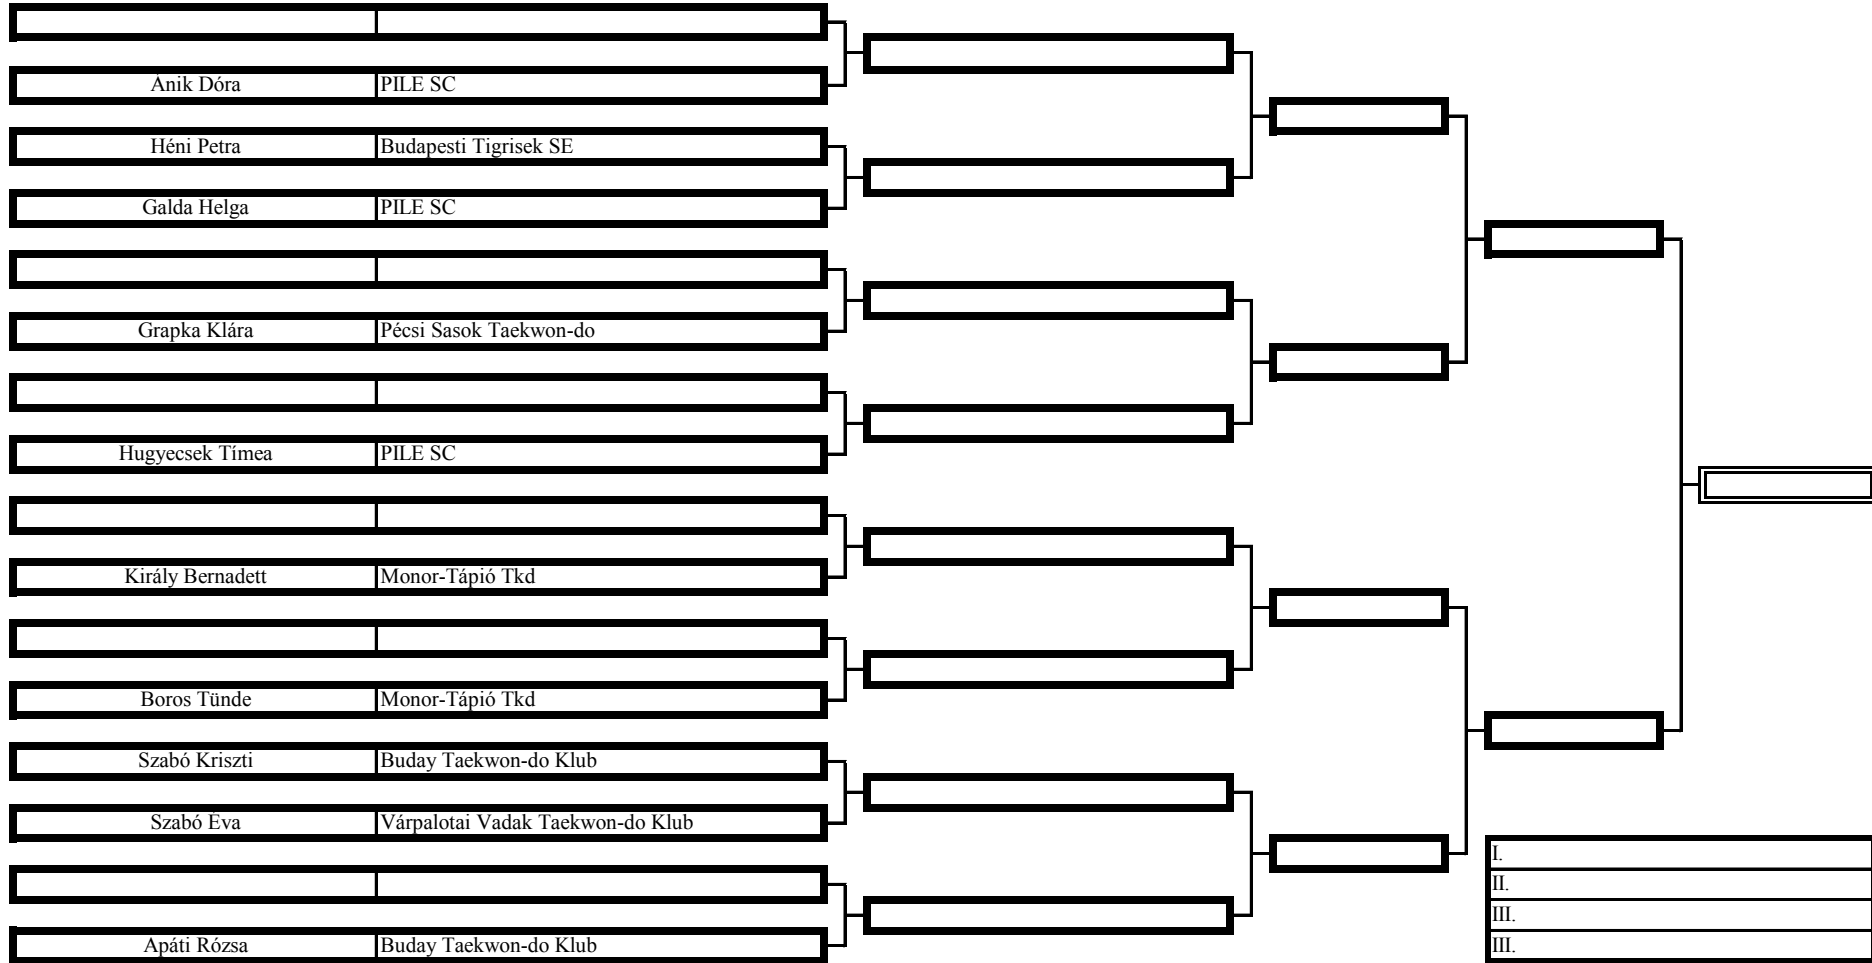 Ánik Dóra PILE SC
Héni Petra Budapesti Tigrisek SE
Galda Helga PILE SC
Grapka Klára Pécsi Sasok Taekwon-do
Hugyecsek Tímea PILE SC
Király Bernadett Monor-Tápió Tkd
Boros Tünde Monor-Tápió Tkd
Szabó Kriszti Buday Taekwon-do Klub
Szabó Éva Várpalotai Vadak Taekwon-do Klub
Apáti Rózsa Buday Taekwon-do Klub
I.
II.
III.
III.